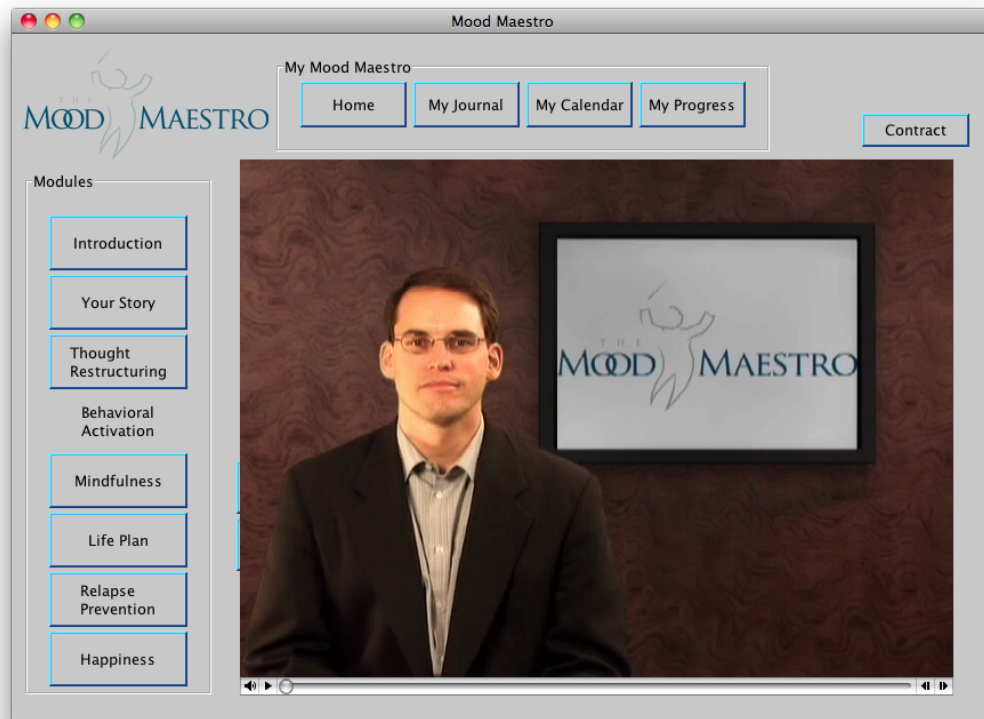 Mood Maestro
THE
MOOD MAESTRO
My Mood Maestro
Home
My Journal
My Calendar
My Progress
Contract
Modules
Introduction
Your Story
Thought
Restructuring
Behavioral
Activation
Mindfulness
Life Plan
Relapse
Prevention
Happiness
THE
MOOD MAESTRO